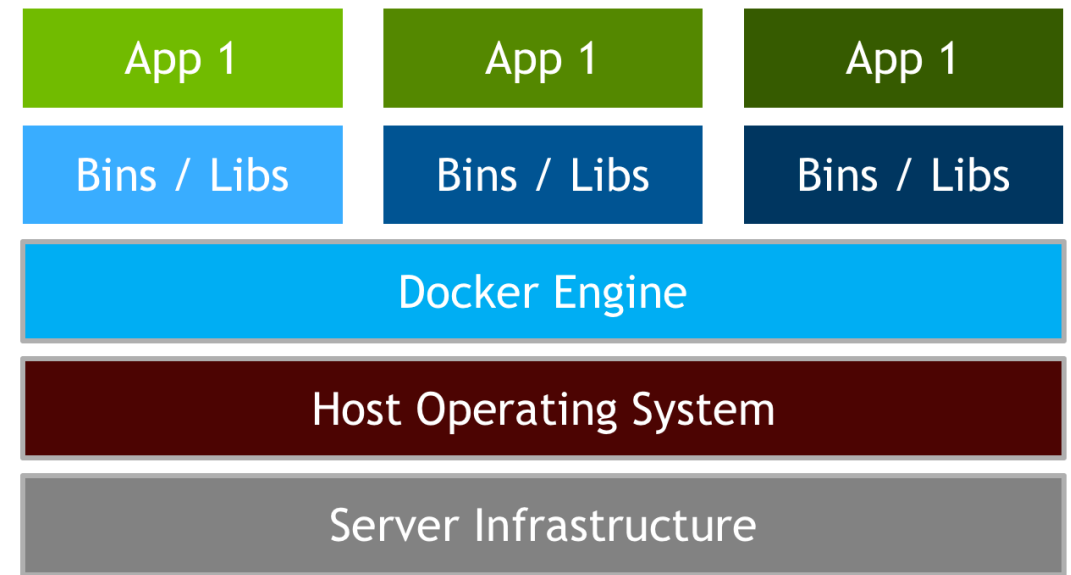 App 1
App 1
App 1
Bins / Libs
Bins / Libs
Bins / Libs
Docker Engine
Host Operating System
Server Infrastructure